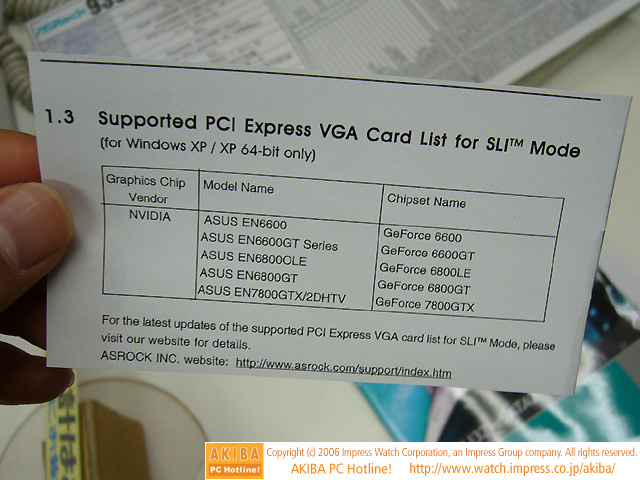 ASRock 939
1.3 Supported PCI Express VGA Card List for SLI™ Mode
(for Windows XP / XP 64-bit only)
Graphics Chip Vendor Model Name Chipset Name
NVIDIA ASUS EN6600 GeForce 6600
ASUS EN6600GT Series GeForce 6600GT
ASUS EN6800OLE GeForce 6800LE
ASUS EN6800GT GeForce 6800GT
ASUS EN7800GTX/2DHTV GeForce 7800GTX
For the latest updates of the supported PCI Express VGA card list for SLI™ Mode, please
visit our website for details.
ASROCK INC. website: http://www.asrock.com/support/index.htm
AKIBA
PC Hotline!
Copyright (c) 2006 Impress Watch Corporation, an Impress Group company. All rights reserved.
AKIBA PC Hotline! http://www.watch.impress.co.jp/akiba/